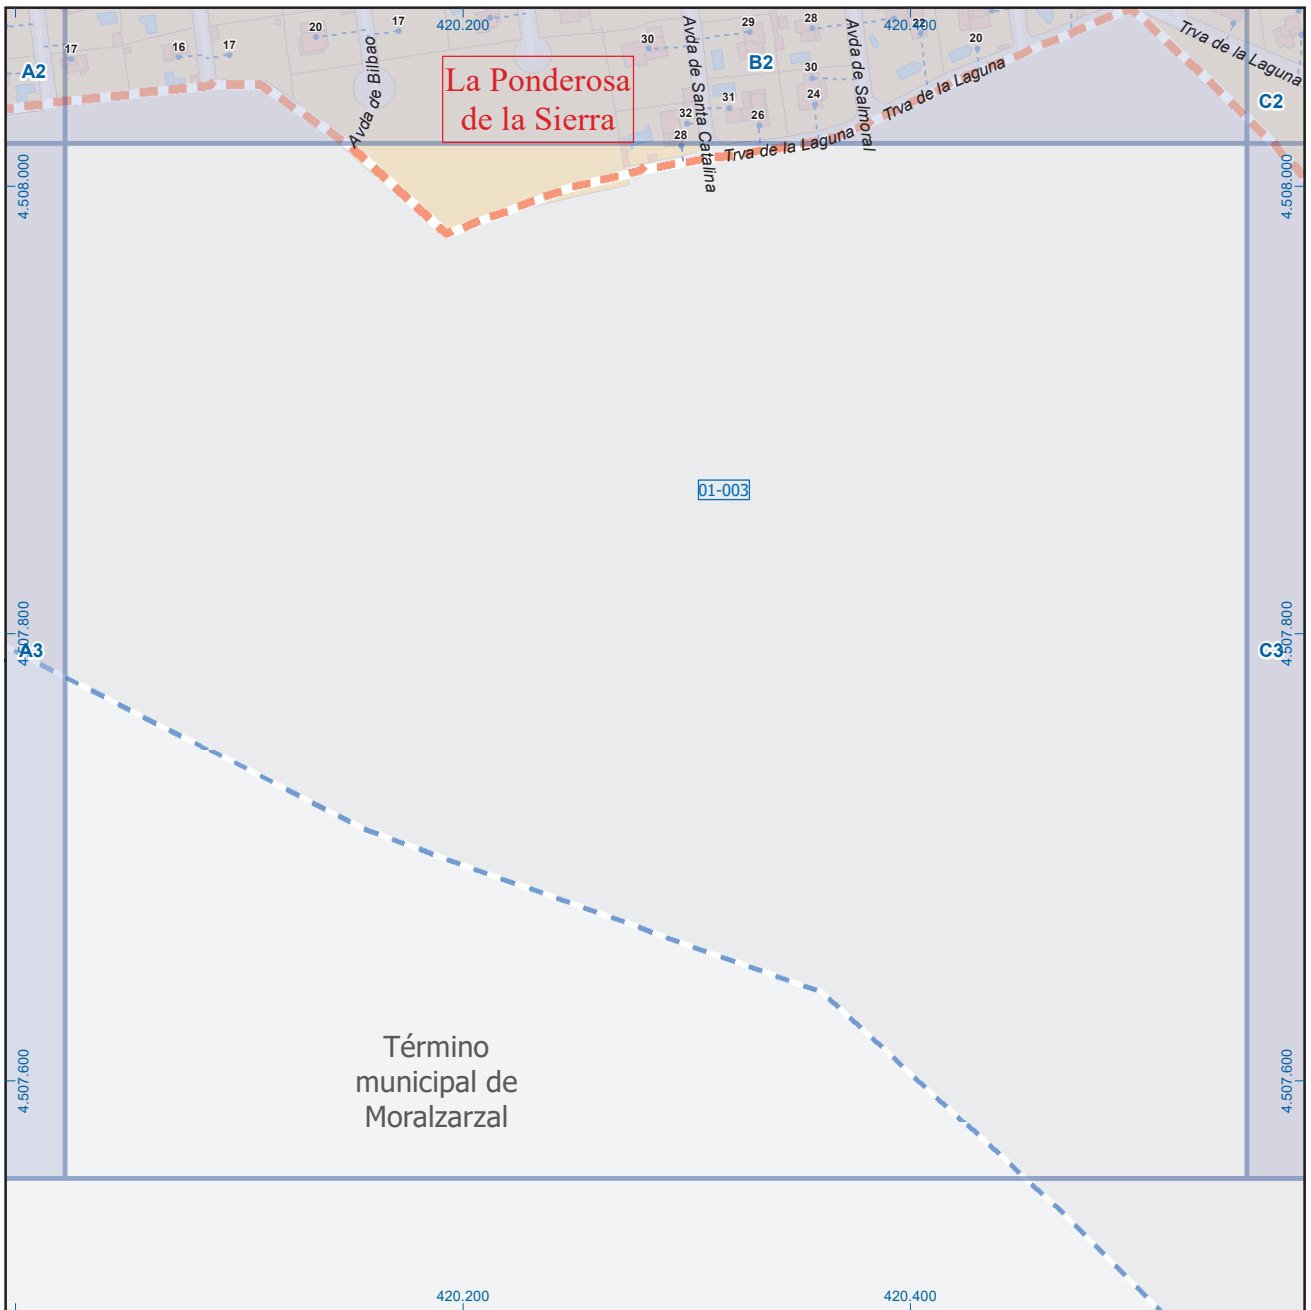 420.200
420.200
17
16
17
20
17
30
29
28
22
20
30
24
31
26
32
28
A2
B2
C2
Avda de Bilbao
La Ponderosa
de la Sierra
Avda de Santa Catalina
Avda de Salmoral
Trva de la Laguna
Trva de la Laguna
Trva de la Laguna
4.508.000
4.508.000
01-003
4.507.800
4.507.800
A3
C3
Término
municipal de
Moralzarzal
4.507.600
4.507.600
420.200
420.400